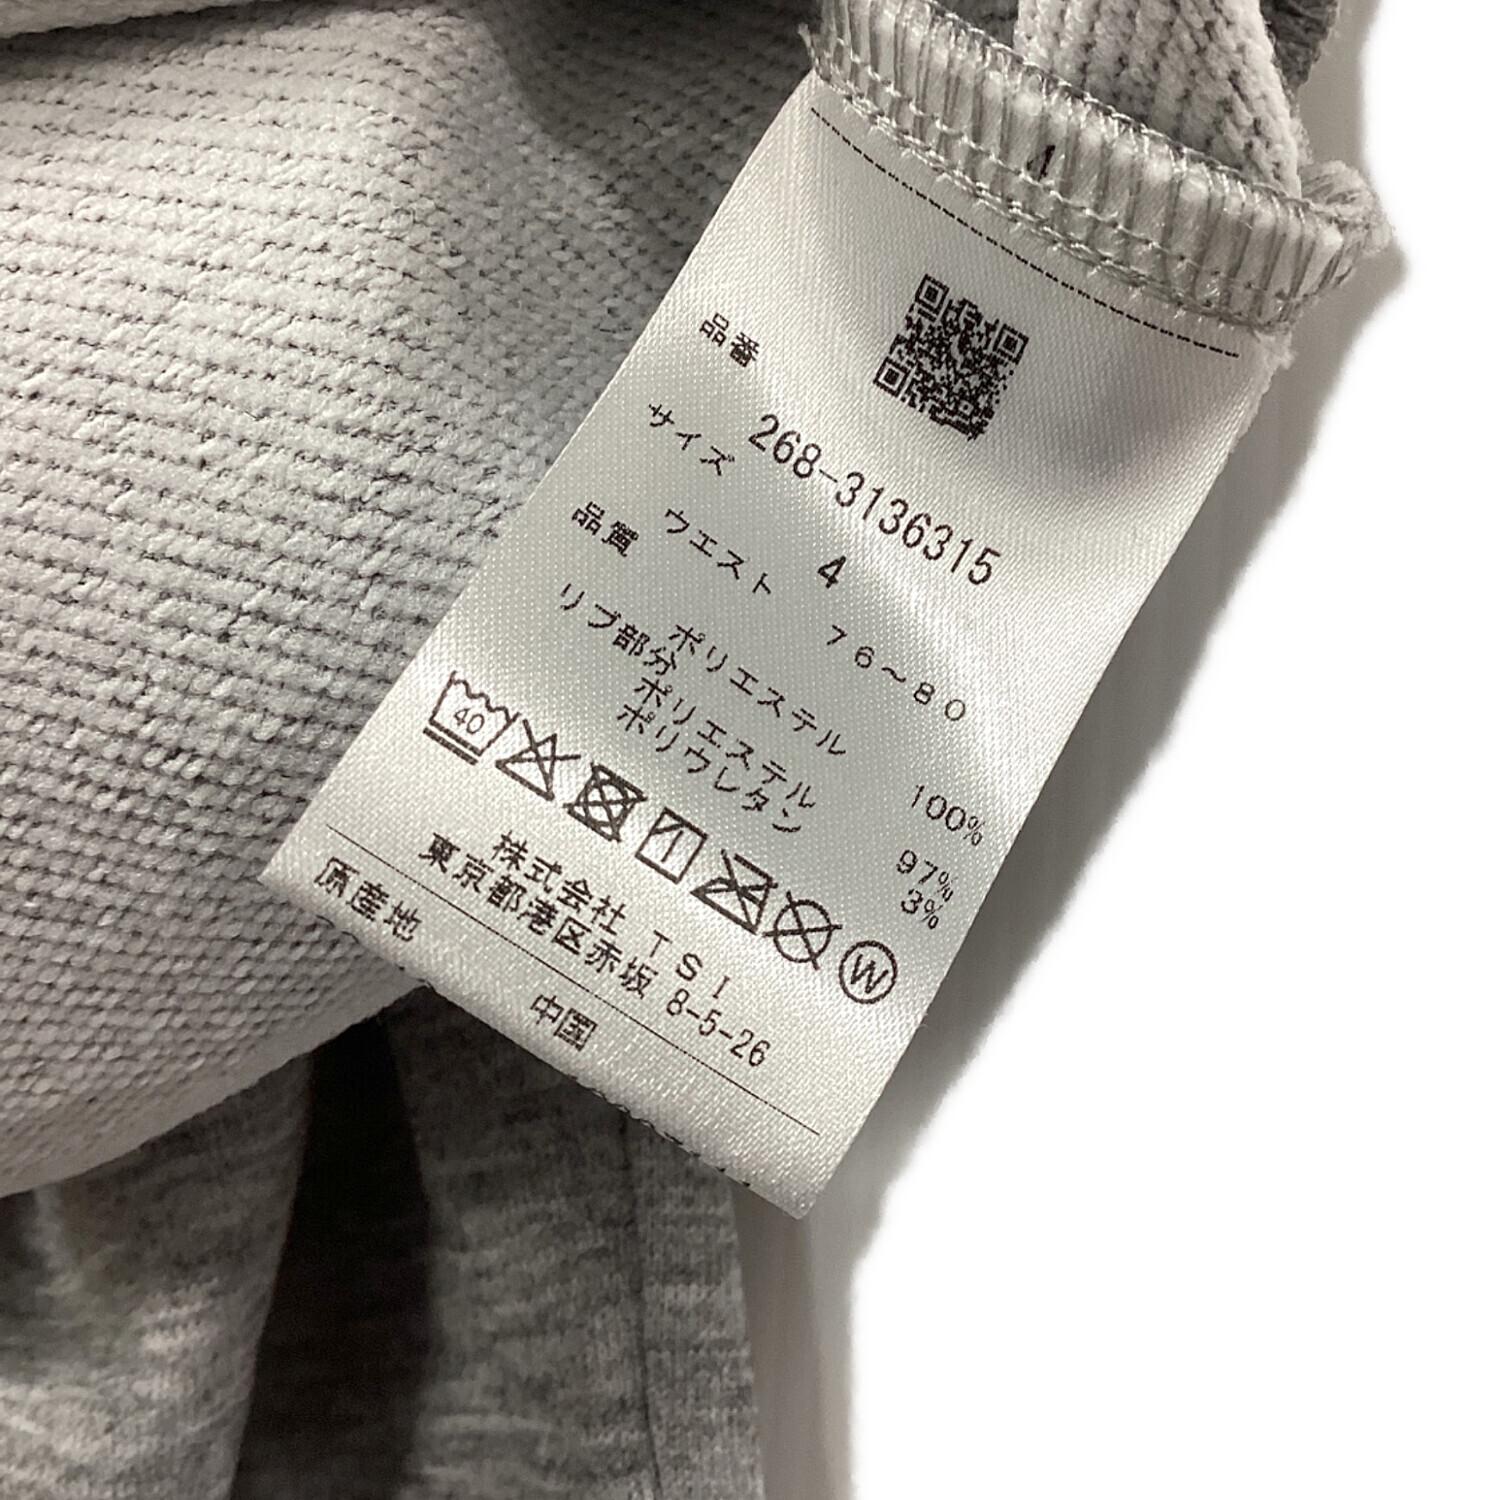 4
品番
268-3136315
サイズ 4
ウエスト 76~80
品質
ポリエステル 100%
リブ部分
ポリエステル 97%
ポリウレタン 3%
40
W
株式会社 TSI
東京都港区赤坂 8-5-26
原産地
中国